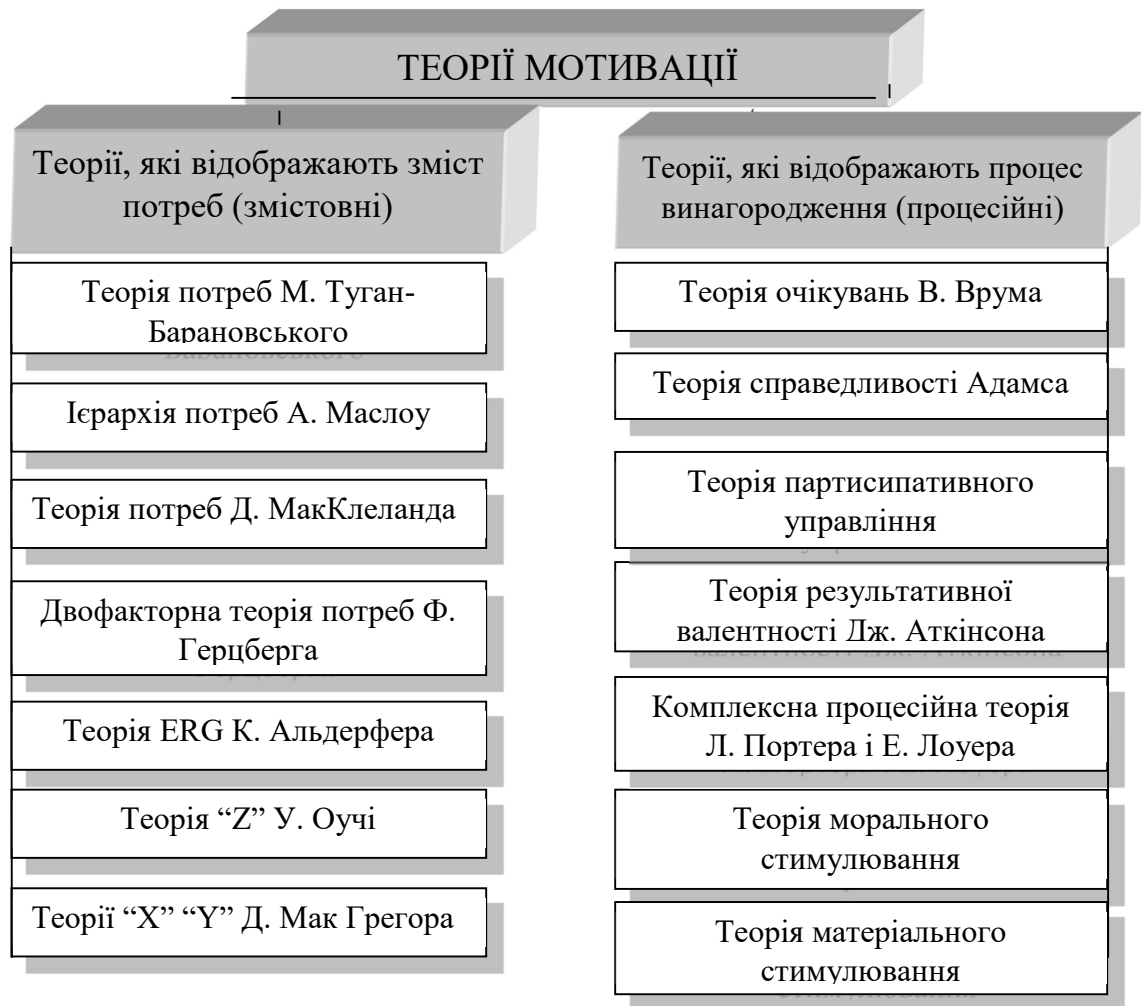 ТЕОРІЇ МОТИВАЦІЇ
Теорії, які відображають зміст
потреб (змістовні)
Теорія потреб М. Туган-
Барановського
Ієрархія потреб А. Маслоу
Теорія потреб Д. МакКлеланда
Двофакторна теорія потреб Ф.
Герцберга
Теорія ERG К. Альдерфера
Теорія “Z” У. Оучі
Теорії “X” “Y” Д. Мак Грегора
Теорії, які відображають процес
винагородження (процесійні)
Теорія очікувань В. Врума
Теорія справедливості Адамса
Теорія партисипативного
управління
Теорія результативної
валентності Дж. Аткінсона
Комплексна процесійна теорія
Л. Портера і Е. Лоуера
Теорія морального
стимулювання
Теорія матеріального
стимулювання